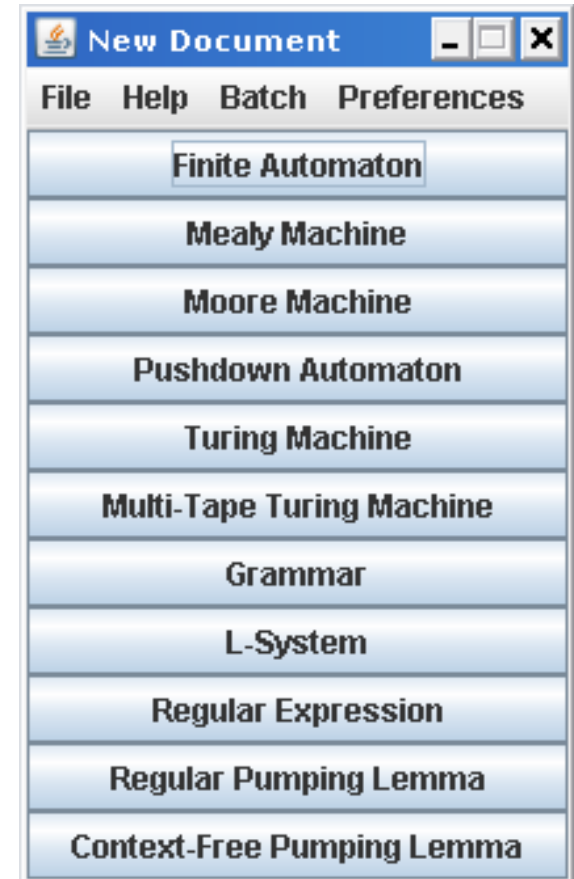 New Document
File Help Batch Preferences
Finite Automaton
Mealy Machine
Moore Machine
Pushdown Automaton
Turing Machine
Multi-Tape Turing Machine
Grammar
L-System
Regular Expression
Regular Pumping Lemma
Context-Free Pumping Lemma